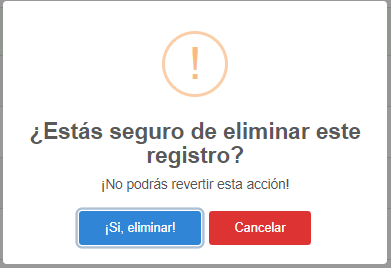 !
¿Estás seguro de eliminar este
registro?
¡No podrás revertir esta acción!
¡Si, eliminar! Cancelar